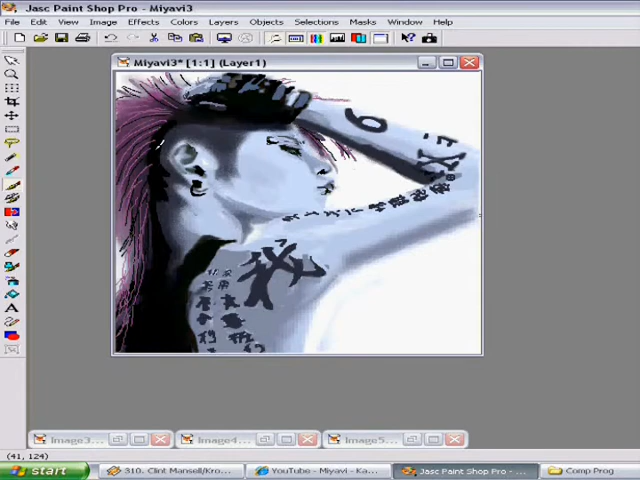 Jasc Paint Shop Pro - Miyavi3
File Edit View Image Effects Colors Layers Objects Selections Masks Window Help
Miyavi3* [1:1] (Layer1)
6
Image3...
Image4...
Image5...
(41, 124)
start
310. Clint Mansell/Kro...
YouTube - Miyavi - Ka...
Jasc Paint Shop Pro - ...
Comp Prog